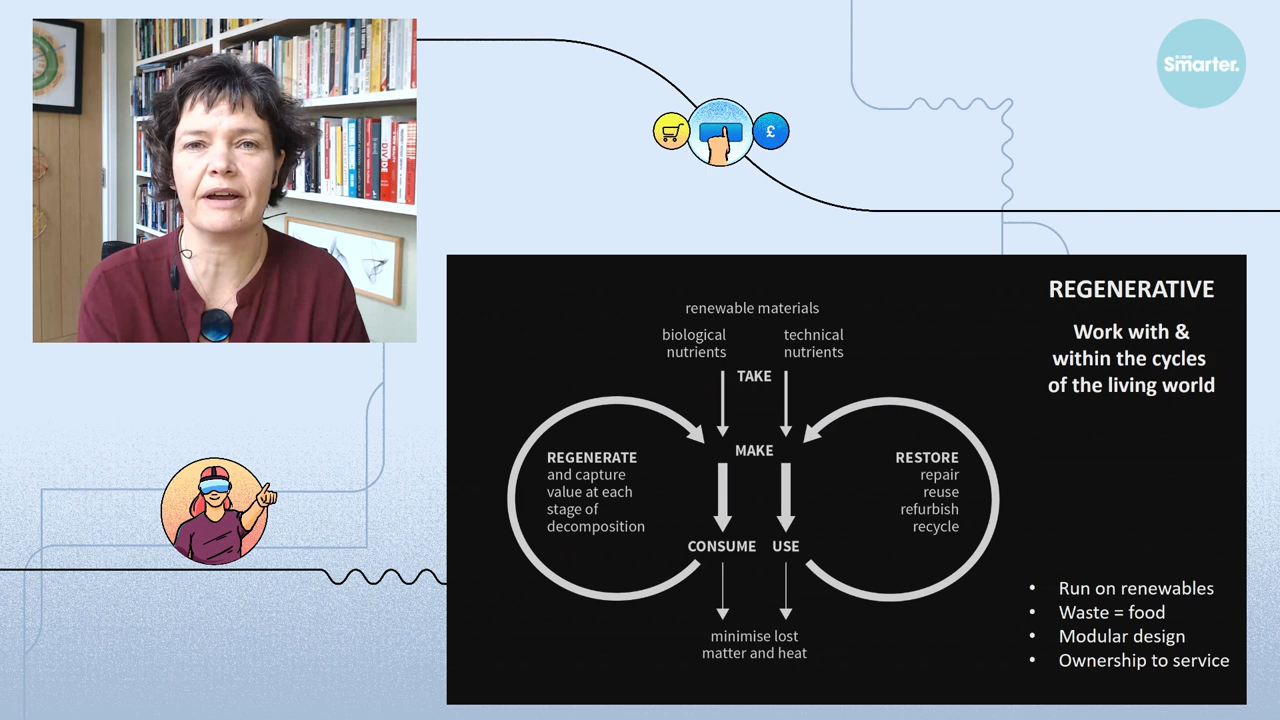 Smarter.
£
DIVIDE
REGENERATIVE
Work with &
within the cycles
of the living world
renewable materials
biological
nutrients
technical
nutrients
TAKE
MAKE
REGENERATE
and capture
value at each
stage of
decomposition
RESTORE
repair
reuse
refurbish
recycle
CONSUME
USE
minimise lost
matter and heat
• Run on renewables
• Waste = food
• Modular design
• Ownership to service